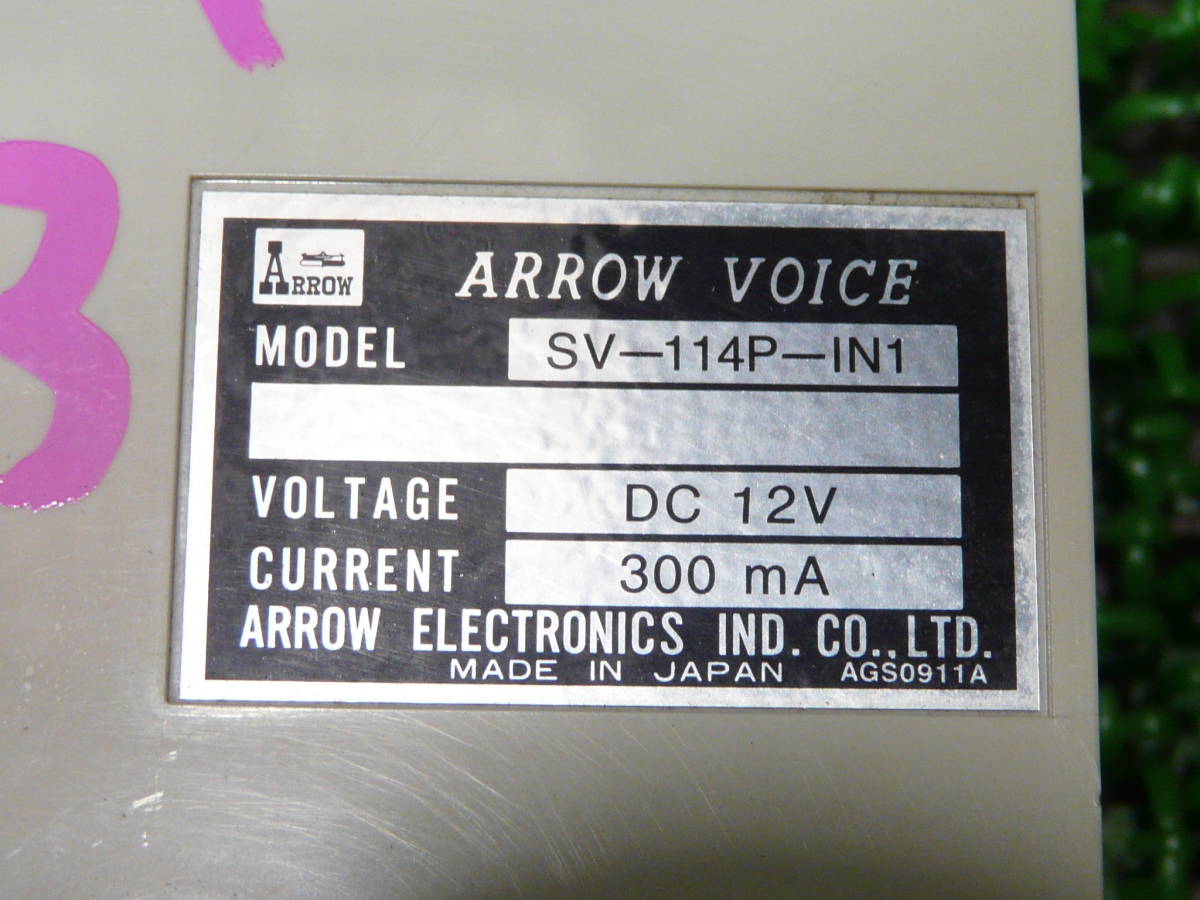 ARROW
ARROW VOICE
MODEL SV—114P—IN1
VOLTAGE DC 12V
CURRENT 300 mA
ARROW ELECTRONICS IND. CO.,LTD.
MADE IN JAPAN AGS0911A
3